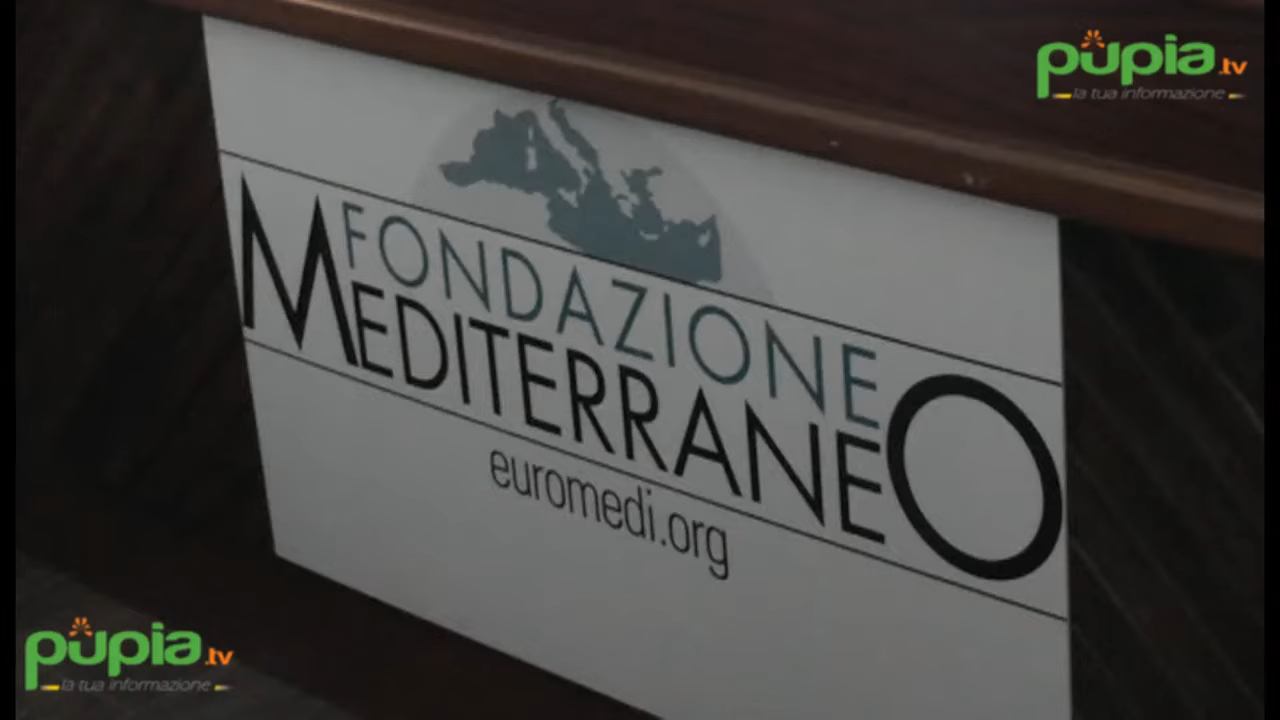 pupia.tv
la tua informazione
FONDAZIONE
MEDITERRANEO
euromedi.org
pupia.tv
la tua informazione